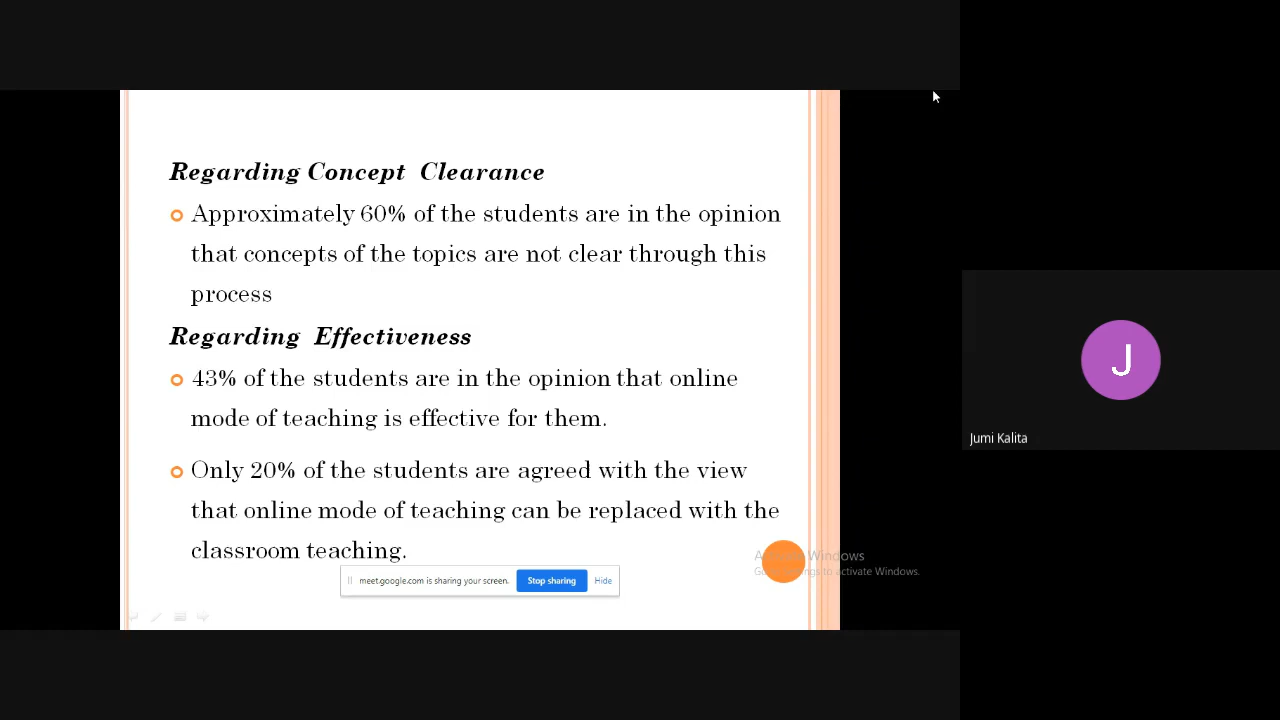 Regarding Concept Clearance
Approximately 60% of the students are in the opinion
that concepts of the topics are not clear through this
process
Regarding Effectiveness
43% of the students are in the opinion that online
mode of teaching is effective for them.
Only 20% of the students are agreed with the view
that online mode of teaching can be replaced with the
classroom teaching.
meet.google.com is sharing your screen. Stop sharing Hide
Windows
to activate Windows.
J
Jumi Kalita